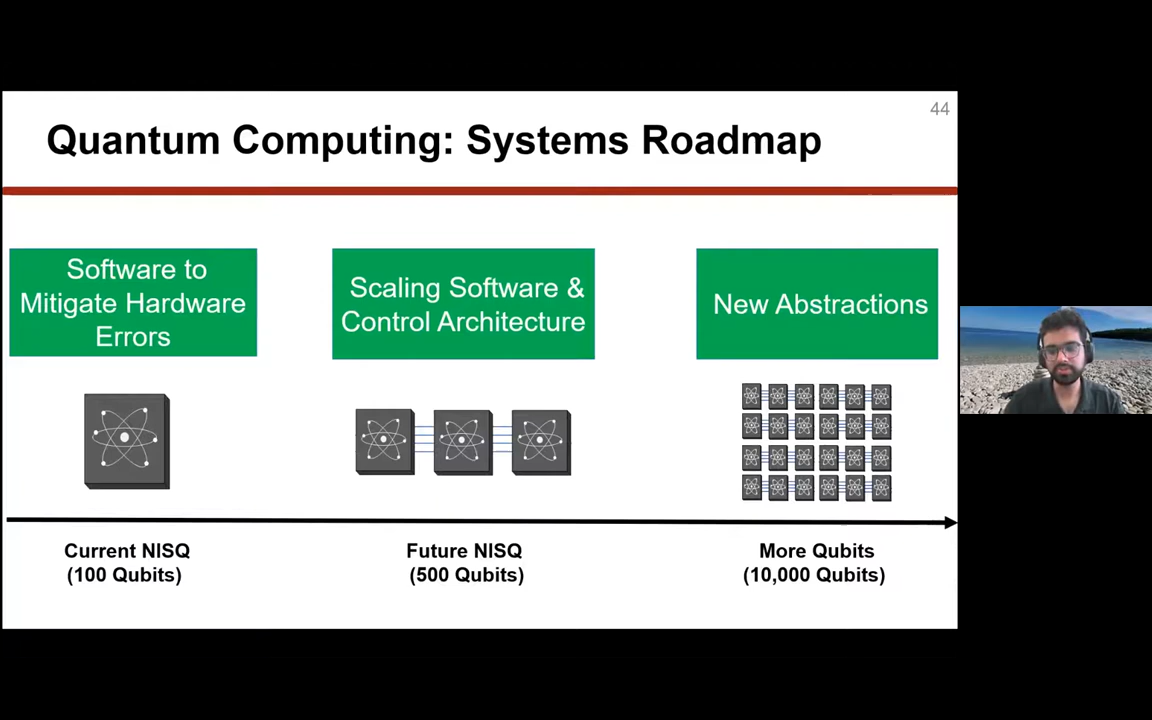 44
Quantum Computing: Systems Roadmap
Software to
Mitigate Hardware
Errors
Scaling Software &
Control Architecture
New Abstractions
Current NISQ
(100 Qubits)
Future NISQ
(500 Qubits)
More Qubits
(10,000 Qubits)